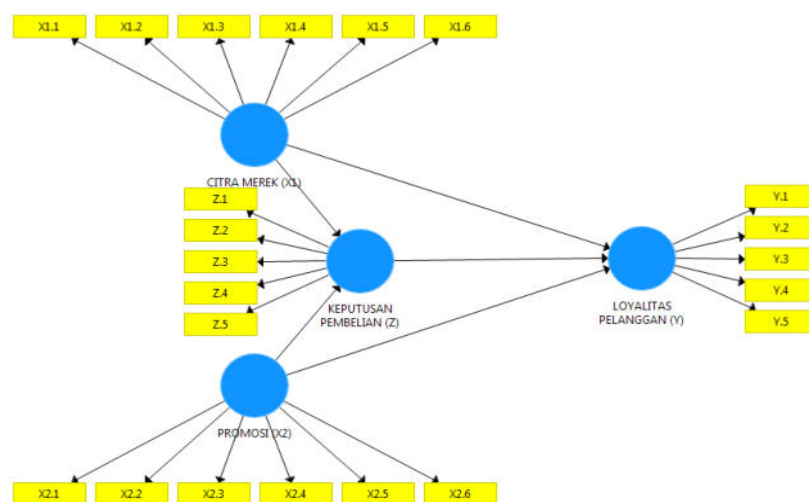 X1.1 X1.2 X1.3 X1.4 X1.5 X1.6
CITRA MEREK (X1)
Z.1
Z.2
Z.3
Z.4
Z.5
KEPUTUSAN
PEMBELIAN (Z)
LOYALITAS
PELANGGAN (Y)
Y.1
Y.2
Y.3
Y.4
Y.5
PROMOSI (X2)
X2.1 X2.2 X2.3 X2.4 X2.5 X2.6